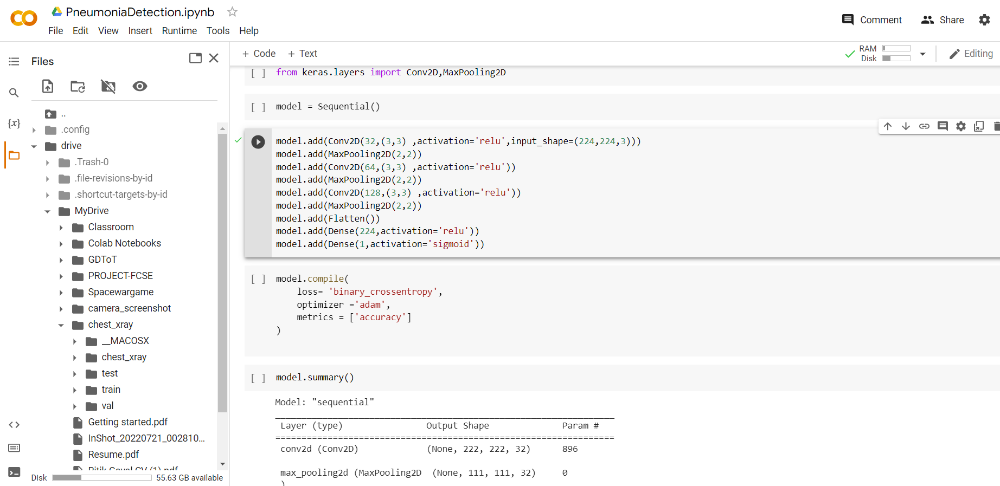 PneumoniaDetection.ipynb
File Edit View Insert Runtime Tools Help
Comment
Share
Files
+ Code + Text
RAM
Disk
Editing
..
.config
drive
.Trash-0
.file-revisions-by-id
.shortcut-targets-by-id
MyDrive
Classroom
Colab Notebooks
GDToT
PROJECT-FCSE
Spacewargame
camera_screenshot
chest_xray
__MACOSX
chest_xray
test
train
val
Getting started.pdf
InShot_20220721_002810...
Resume.pdf
Ritik Goyal CV (1).pdf
Disk 55.63 GB available
{x}
[ ] from keras.layers import Conv2D,MaxPooling2D
[ ] model = Sequential()
model.add(Conv2D(32,(3,3) ,activation='relu',input_shape=(224,224,3)))
model.add(MaxPooling2D(2,2))
model.add(Conv2D(64,(3,3) ,activation='relu'))
model.add(MaxPooling2D(2,2))
model.add(Conv2D(128,(3,3) ,activation='relu'))
model.add(MaxPooling2D(2,2))
model.add(Flatten())
model.add(Dense(224,activation='relu'))
model.add(Dense(1,activation='sigmoid'))
[ ] model.compile(
loss= 'binary_crossentropy',
optimizer ='adam',
metrics = ['accuracy']
)
[ ] model.summary()
Model: "sequential"
Layer (type) Output Shape Param #
=================================================================
conv2d (Conv2D) (None, 222, 222, 32) 896
max_pooling2d (MaxPooling2D (None, 111, 111, 32) 0
)